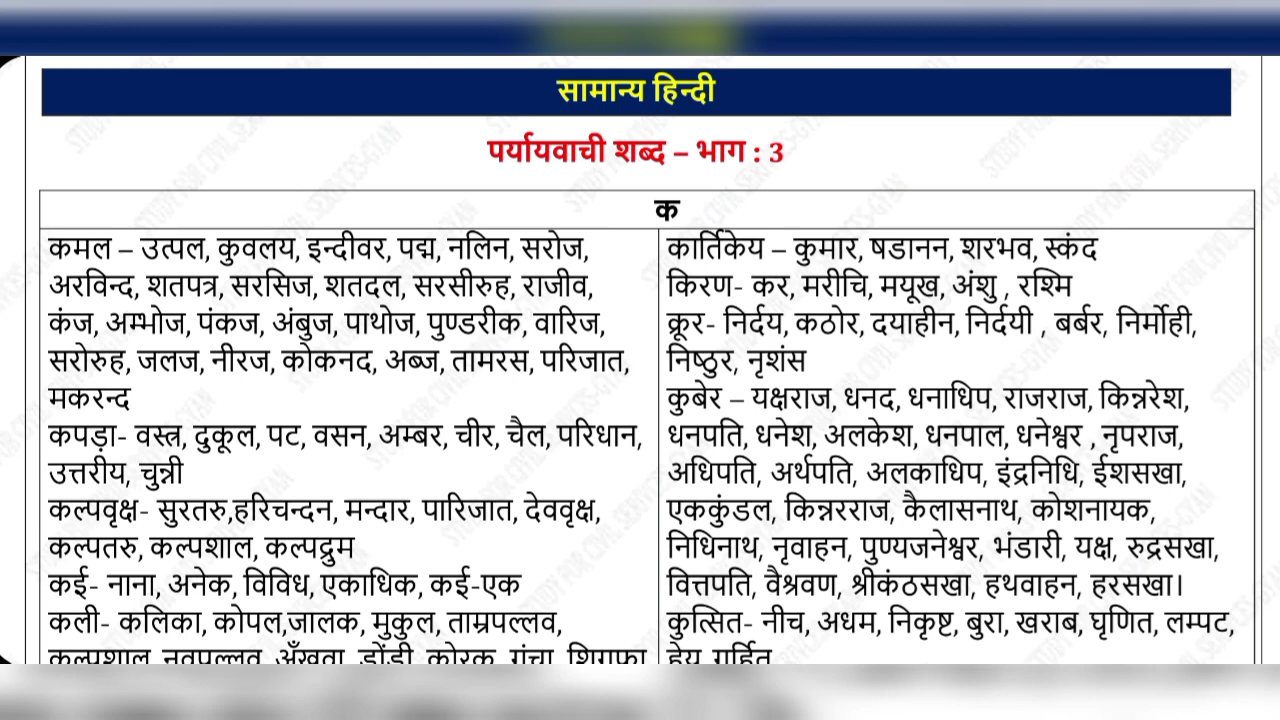 सामान्य हिन्दी
पर्यायवाची शब्द – भाग : 3
क
कमल – उत्पल, कुवलय, इन्दीवर, पद्म, नलिन, सरोज,
अरविन्द, शतपत्र, सरसिज, शतदल, सरसीरुह, राजीव,
कंज, अम्भोज, पंकज, अंबुज, पाथोज, पुण्डरीक, वारिज,
सरोरुह, जलज, नीरज, कोकनद, अब्ज, तामरस, परिजात,
मकरन्द
कपड़ा- वस्त्र, दुकूल, पट, वसन, अम्बर, चीर, चैल, परिधान,
उत्तरीय, चुन्नी
कल्पवृक्ष- सुरतरु,हरिचन्दन, मन्दार, पारिजात, देववृक्ष,
कल्पतरु, कल्पशाल, कल्पद्रुम
कई- नाना, अनेक, विविध, एकाधिक, कई-एक
कली- कलिका, कोपल,जालक, मुकुल, ताम्रपल्लव,
कल्पशाल नवपल्लव, अँखुवा, डोंडी, कोरक, गुंचा,
कार्तिकेय – कुमार, षडानन, शरभव, स्कंद
किरण- कर, मरीचि, मयूख, अंशु , रश्मि
क्रूर- निर्दय, कठोर, दयाहीन, निर्दयी , बर्बर, निर्मोही,
निष्ठुर, नृशंस
कुबेर – यक्षराज, धनद, धनाधिप, राजराज, किन्नरेश,
धनपति, धनेश, अलकेश, धनपाल, धनेश्वर , नृपराज,
अधिपति, अर्थपति, अलकाधिप, इंद्रनिधि, ईशसखा,
एककुंडल, किन्नरराज, कैलासनाथ, कोशनायक,
निधिनाथ, नृवाहन, पुण्यजनेश्वर, भंडारी, यक्ष, रुद्रसखा,
वित्तपति, वैश्रवण, श्रीकंठसखा, हथवाहन, हरसखा।
कुत्सित- नीच, अधम, निकृष्ट, बुरा, खराब, घृणित, लम्पट,
हेय, गर्हित